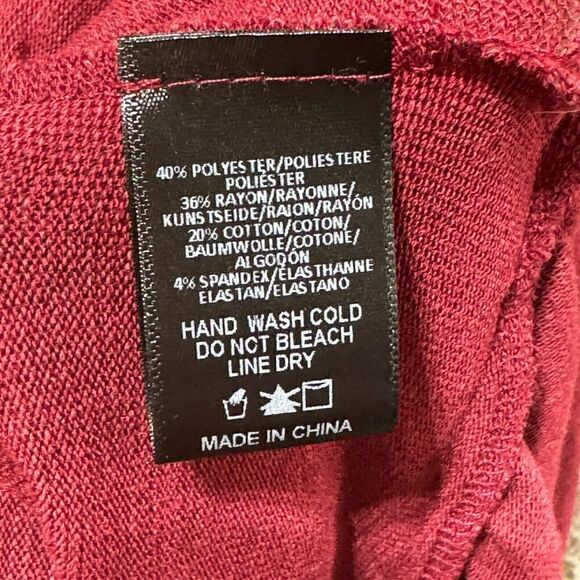 40% POLYESTER/POLIESTERE
POLIÉSTER
36% RAYON/RAYONNE/
KUNSTSEIDE/RAION/RAYÓN
20% COTTON/COTON/
BAUMWOLLE/COTONE/
ALGODÓN
4% SPANDEX/ÉLASTHANNE
ELASTAN/ELASTANO
HAND WASH COLD
DO NOT BLEACH
LINE DRY
MADE IN CHINA